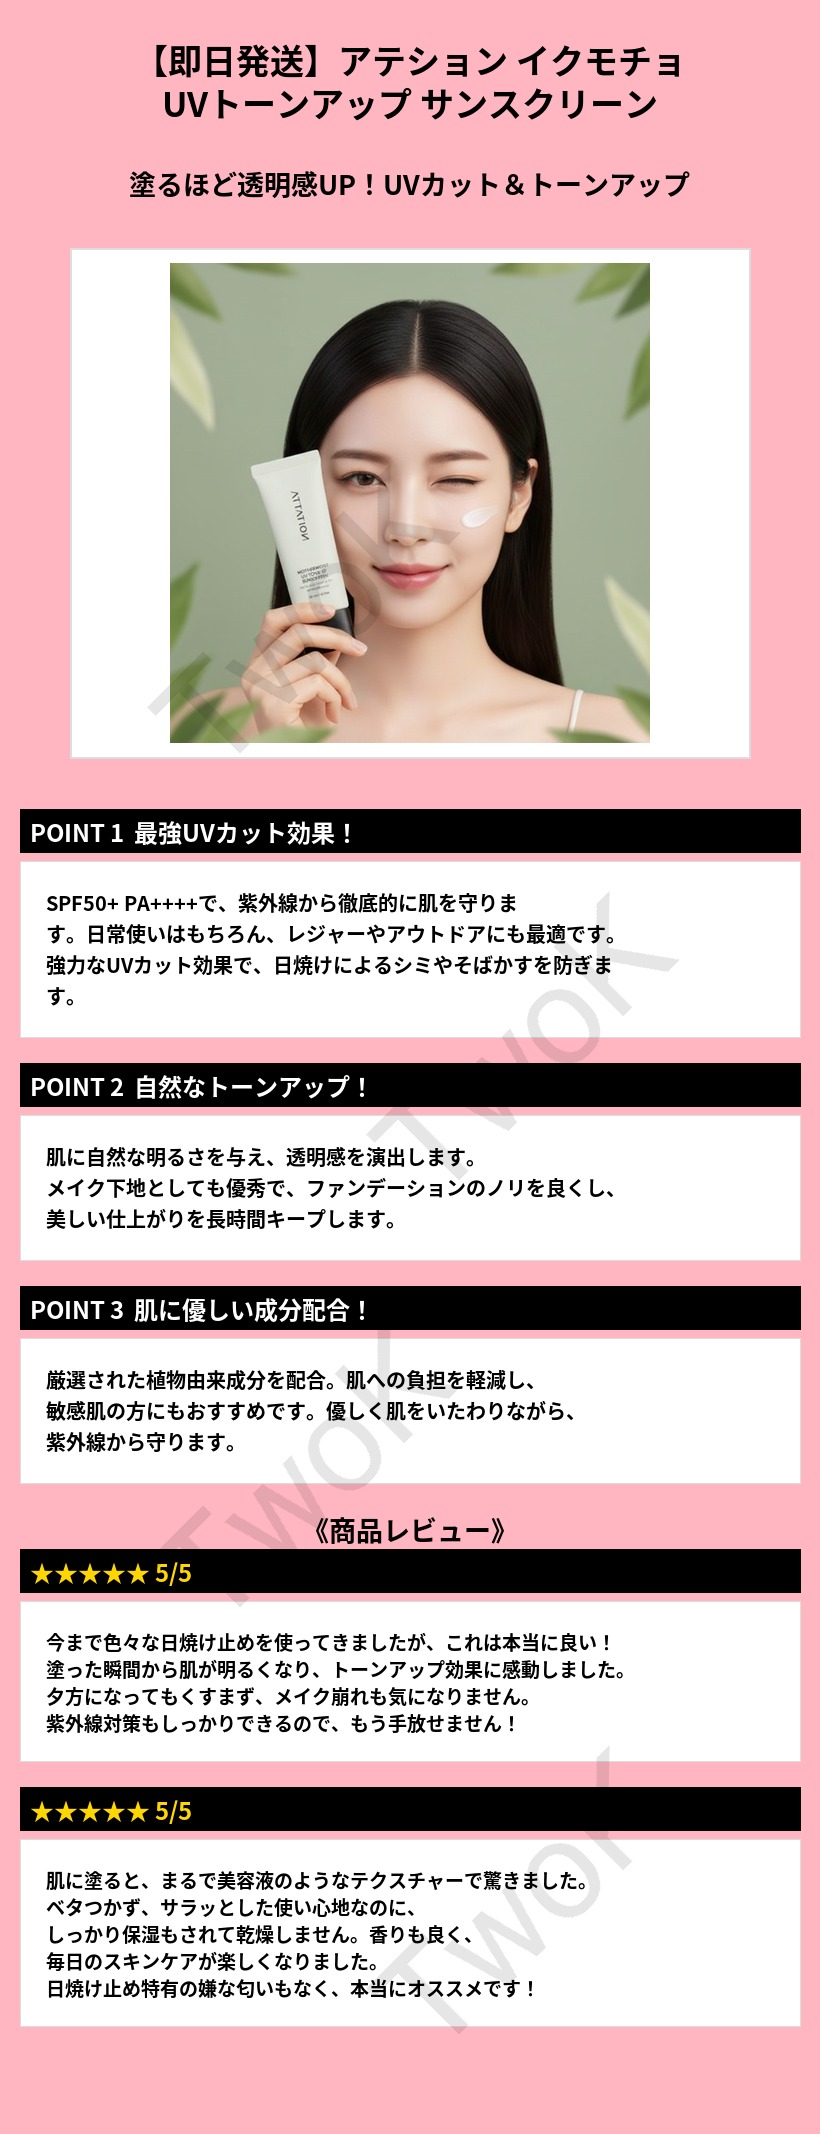 【即日発送】アテション イクモチョ
UVトーンアップ サンスクリーン
塗るほど透明感UP！UVカット＆トーンアップ
ATTATION
TwoK
POINT 1 最強UVカット効果！
SPF50+ PA++++で、紫外線から徹底的に肌を守りま
す。日常使いはもちろん、レジャーやアウトドアにも最適です。
強力なUVカット効果で、日焼けによるシミやそばかすを防ぎま
す。
TwoK
POINT 2 自然なトーンアップ！
肌に自然な明るさを与え、透明感を演出します。
メイク下地としても優秀で、ファンデーションのノリを良くし、
美しい仕上がりを長時間キープします。
POINT 3 肌に優しい成分配合！
厳選された植物由来成分を配合。肌への負担を軽減し、
敏感肌の方にもおすすめです。優しく肌をいたわりながら、
紫外線から守ります。
TwoK
《商品レビュー》
★★★★★ 5/5
今まで色々な日焼け止めを使ってきましたが、これは本当に良い！
塗った瞬間から肌が明るくなり、トーンアップ効果に感動しました。
夕方になってもくすまず、メイク崩れも気になりません。
紫外線対策もしっかりできるので、もう手放せません！
★★★★★ 5/5
肌に塗ると、まるで美容液のようなテクスチャーで驚きました。
ベタつかず、サラッとした使い心地なのに、
しっかり保湿もされて乾燥しません。香りも良く、
毎日のスキンケアが楽しくなりました。
日焼け止め特有の嫌な匂いもなく、本当にオススメです！
TwoK